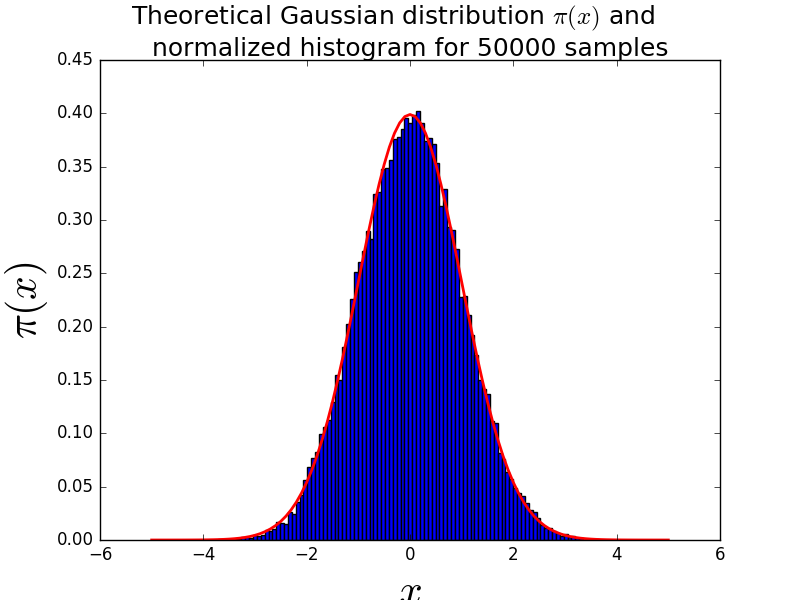 Theoretical Gaussian distribution π(x) and
normalized histogram for 50000 samples
0.45
0.40
0.35
0.30
0.25
0.20
0.15
0.10
0.05
0.00
π(x)
−6 −4 −2 0 2 4 6
x